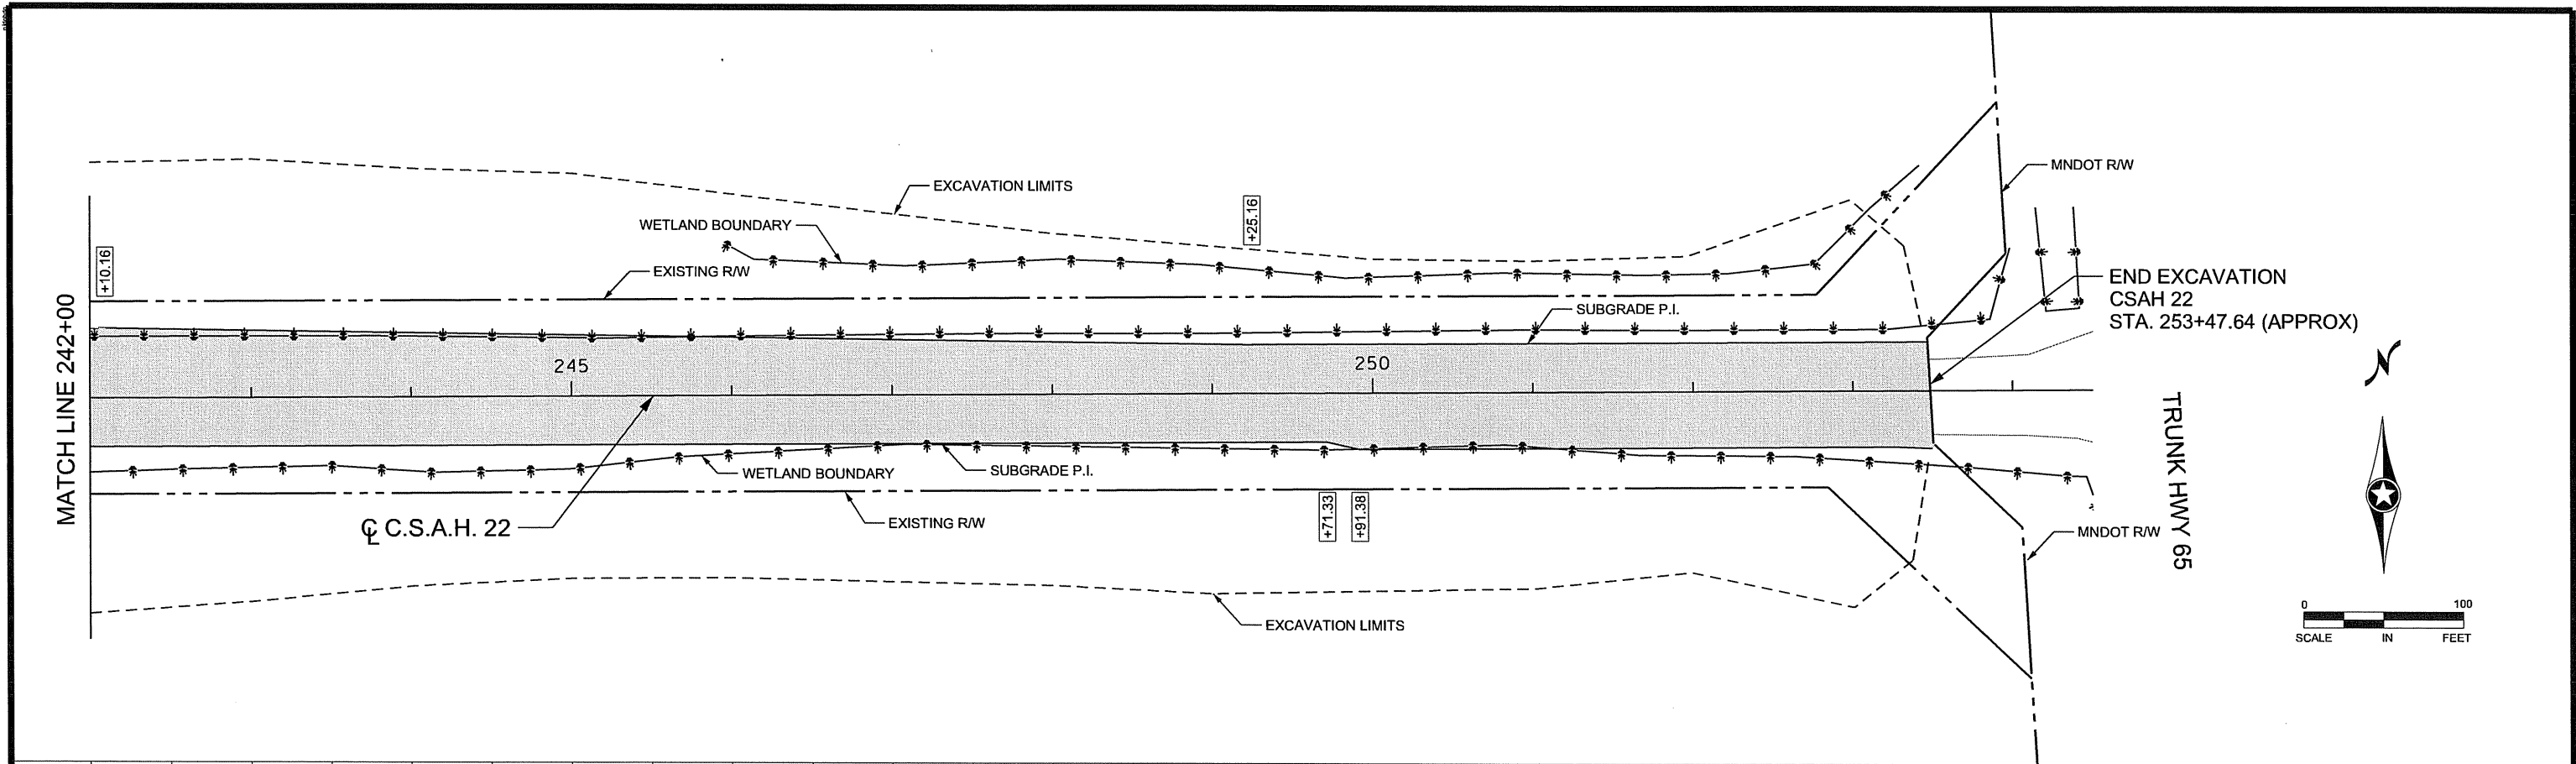 EXCAVATION LIMITS
MNDOT R/W
WETLAND BOUNDARY
+25.16
+10.16
EXISTING R/W
END EXCAVATION
CSAH 22
STA. 253+47.64 (APPROX)
SUBGRADE P.I.
245
250
N
MATCH LINE 242+00
TRUNK HWY 65
WETLAND BOUNDARY
SUBGRADE P.I.
℄ C.S.A.H. 22
EXISTING R/W
+71.33
+91.38
MNDOT R/W
EXCAVATION LIMITS
0 100
SCALE IN FEET